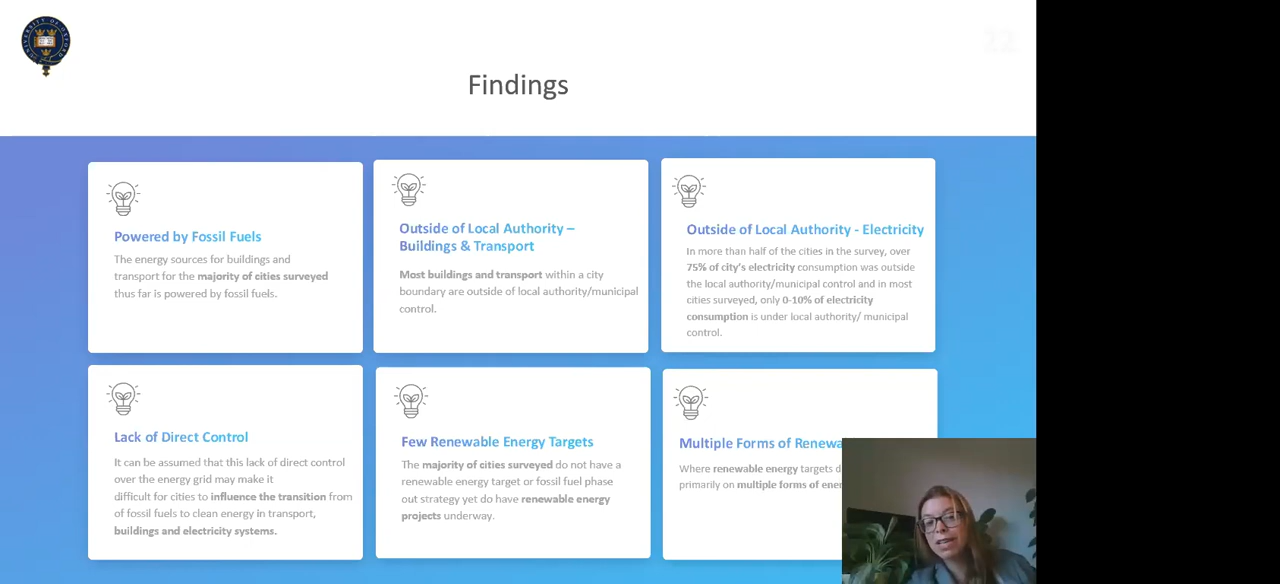 UNIVERSITY OF OXFORD
22
Findings
Powered by Fossil Fuels
The energy sources for buildings and
transport for the majority of cities surveyed
thus far is powered by fossil fuels.
Outside of Local Authority –
Buildings & Transport
Most buildings and transport within a city
boundary are outside of local authority/municipal
control.
Outside of Local Authority - Electricity
In more than half of the cities in the survey, over
75% of city's electricity consumption was outside
the local authority/municipal control and in most
cities surveyed, only 0-10% of electricity
consumption is under local authority/ municipal
control.
Lack of Direct Control
It can be assumed that this lack of direct control
over the energy grid may make it
difficult for cities to influence the transition from
of fossil fuels to clean energy in transport,
buildings and electricity systems.
Few Renewable Energy Targets
The majority of cities surveyed do not have a
renewable energy target or fossil fuel phase
out strategy yet do have renewable energy
projects underway.
Multiple Forms of
Where renewable energy targets
primarily on multiple forms of